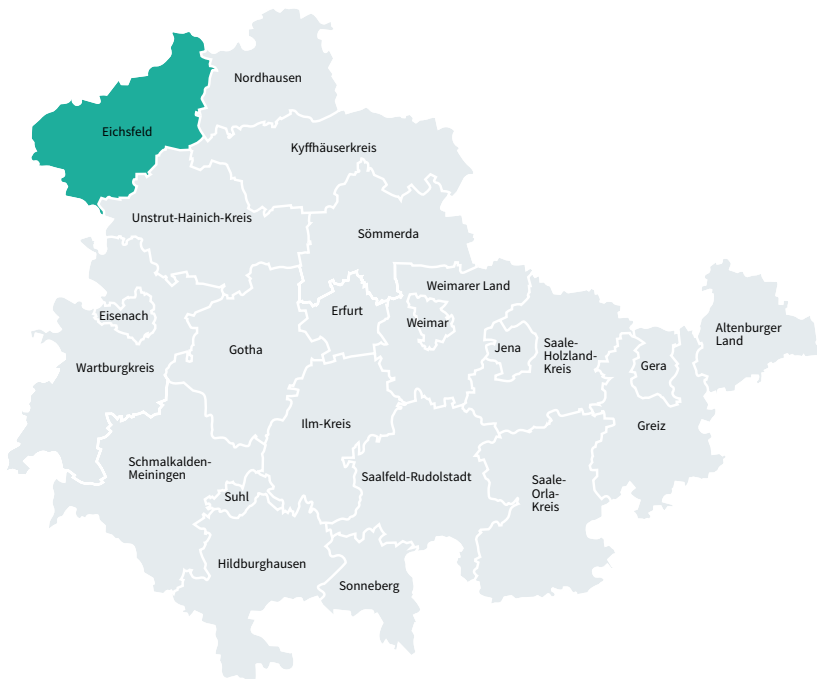 Nordhausen
Eichsfeld
Kyffhäuserkreis
Unstrut-Hainich-Kreis
Sömmerda
Weimarer Land
Eisenach
Erfurt
Weimar
Altenburger
Land
Gotha
Jena
Saale-
Holzland-
Kreis
Wartburgkreis
Gera
Ilm-Kreis
Greiz
Schmalkalden-
Meiningen
Saalfeld-Rudolstadt
Saale-
Orla-
Kreis
Suhl
Hildburghausen
Sonneberg